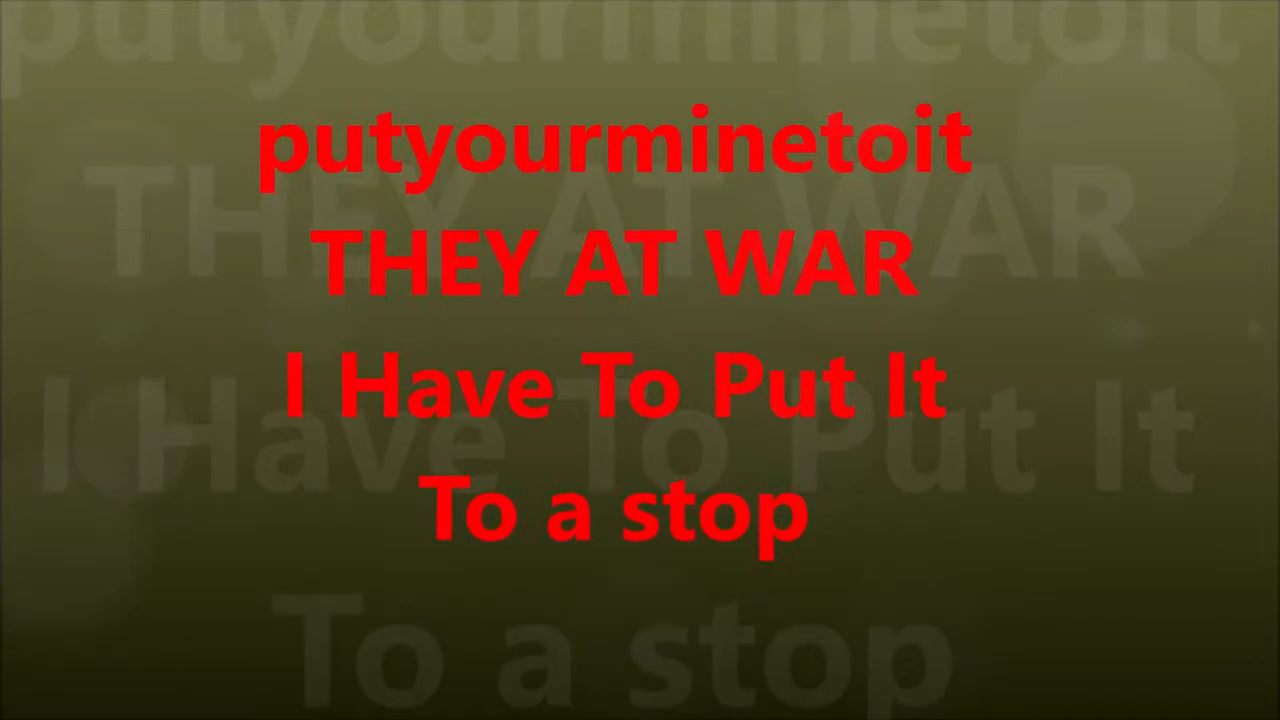 putyourminetoit
THEY AT WAR
I Have To Put It
To a stop